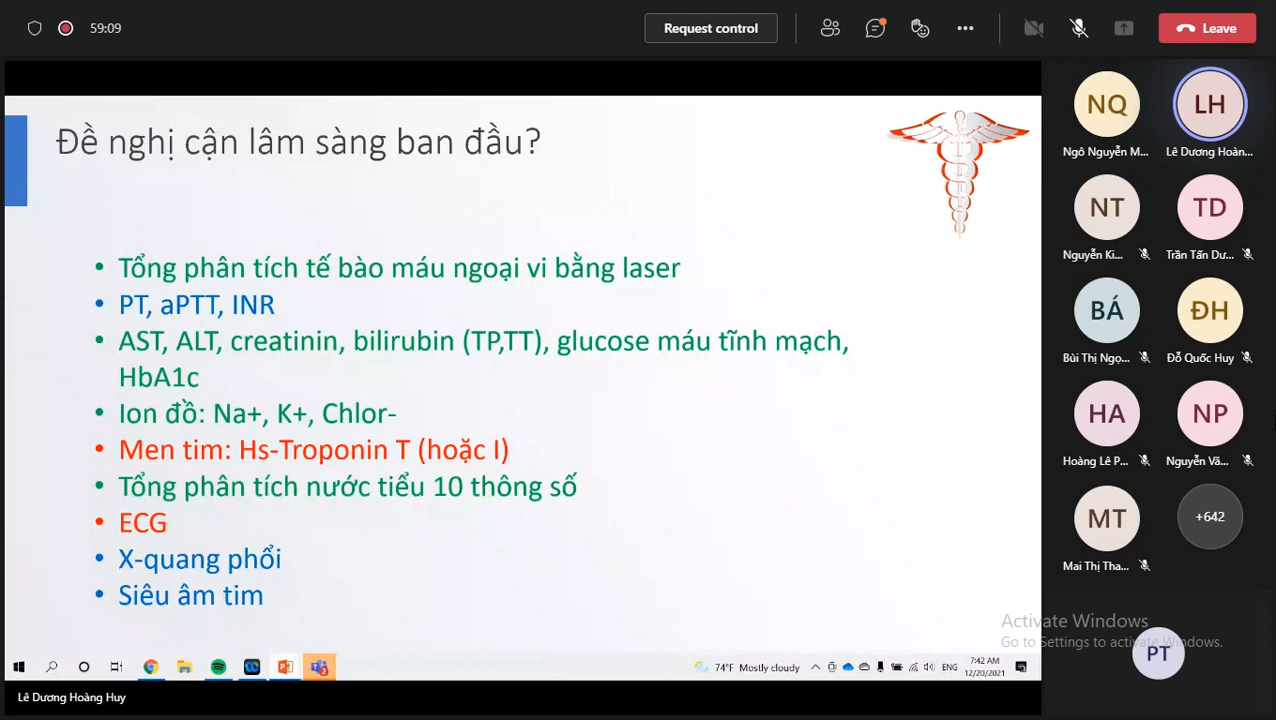 59:09
Request control
Leave
Đề nghị cận lâm sàng ban đầu?
• Tổng phân tích tế bào máu ngoại vi bằng laser
• PT, aPTT, INR
• AST, ALT, creatinin, bilirubin (TP,TT), glucose máu tĩnh mạch,
HbA1c
• Ion đồ: Na+, K+, Chlor-
• Men tim: Hs-Troponin T (hoặc I)
• Tổng phân tích nước tiểu 10 thông số
• ECG
• X-quang phổi
• Siêu âm tim
74°F Mostly cloudy
ENG
7:42 AM
12/20/2021
Lê Dương Hoàng Huy
NQ
Ngô Nguyễn M...
LH
Lê Dương Hoàn...
NT
Nguyễn Ki...
TD
Trần Tấn Dư...
BÁ
Bùi Thị Ngọ...
ĐH
Đỗ Quốc Huy
HA
Hoàng Lê P...
NP
Nguyễn Vă...
MT
Mai Thị Tha...
+642
Activate Windows
Go to Settings to activate Windows.
PT